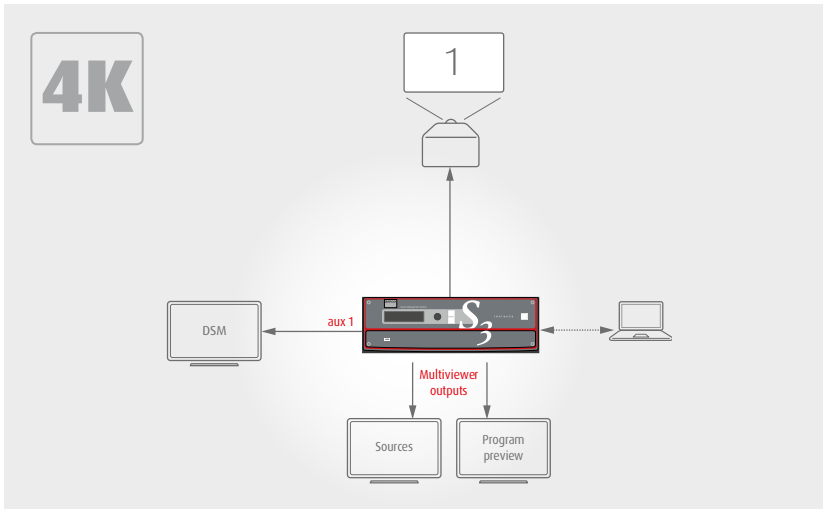 4K
1
DSM
aux 1
S3
Multiviewer
outputs
Sources
Program
preview